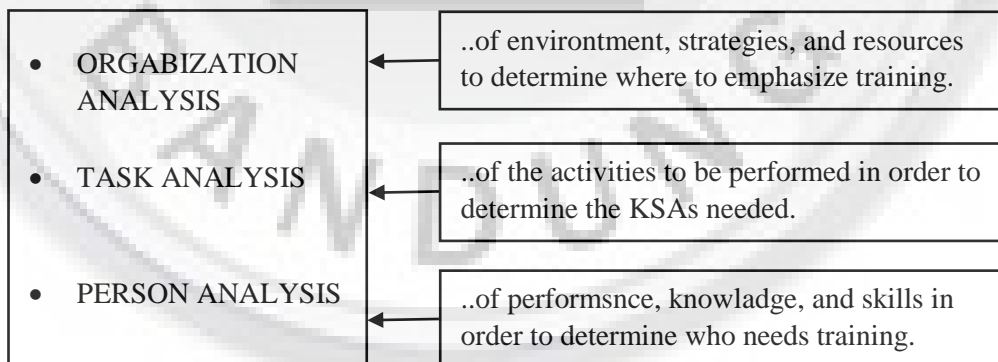 • ORGABIZATION
ANALYSIS
..of environtment, strategies, and resources
to determine where to emphasize training.
• TASK ANALYSIS
..of the activities to be performed in order to
determine the KSAs needed.
• PERSON ANALYSIS
..of performsnce, knowladge, and skills in
order to determine who needs training.
BANDUNG